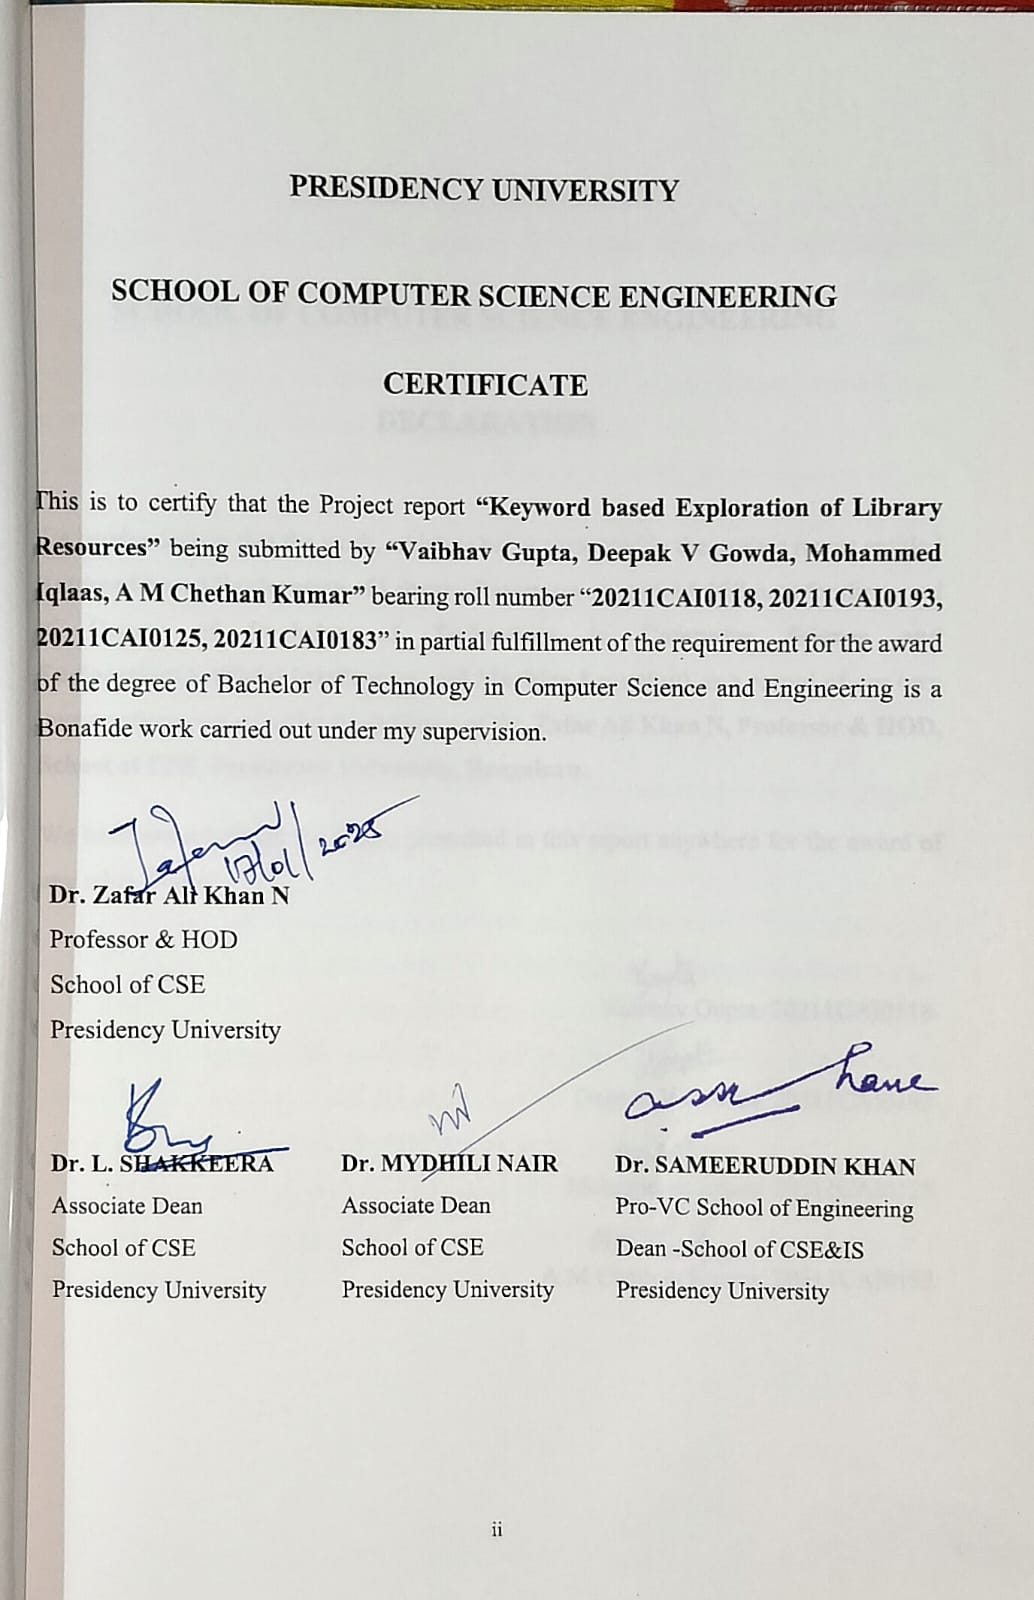 PRESIDENCY UNIVERSITY
SCHOOL OF COMPUTER SCIENCE ENGINEERING
CERTIFICATE
This is to certify that the Project report “Keyword based Exploration of Library
Resources” being submitted by “Vaibhav Gupta, Deepak V Gowda, Mohammed
Iqlaas, A M Chethan Kumar” bearing roll number “20211CAI0118, 20211CAI0193,
20211CAI0125, 20211CAI0183” in partial fulfillment of the requirement for the award
of the degree of Bachelor of Technology in Computer Science and Engineering is a
Bonafide work carried out under my supervision.
17/01/2025
Dr. Zafar Ali Khan N
Professor & HOD
School of CSE
Presidency University
Dr. L. SHAKKEERA Dr. MYDHILI NAIR Dr. SAMEERUDDIN KHAN
Associate Dean Associate Dean Pro-VC School of Engineering
School of CSE School of CSE Dean -School of CSE&IS
Presidency University Presidency University Presidency University
ii